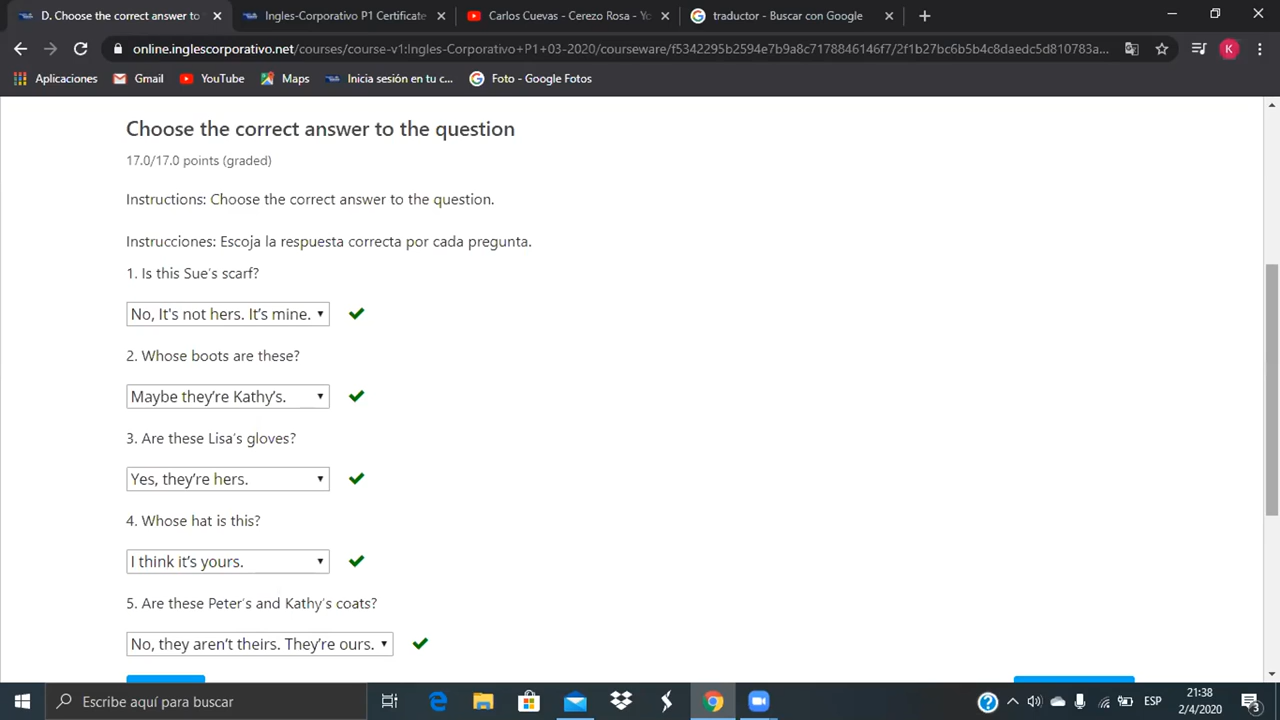 D. Choose the correct answer to
Ingles-Corporativo P1 Certificate
Carlos Cuevas - Cerezo Rosa - Yo
traductor - Buscar con Google
online.inglescorporativo.net/courses/course-v1:Ingles-Corporativo+P1+03-2020/courseware/f5342295b2594e7b9a8c7178846146f7/2f1b27bc6b5b4c8daedc5d810783a...
K
Aplicaciones
Gmail
YouTube
Maps
Inicia sesión en tu c...
Foto - Google Fotos
Choose the correct answer to the question
17.0/17.0 points (graded)
Instructions: Choose the correct answer to the question.
Instrucciones: Escoja la respuesta correcta por cada pregunta.
1. Is this Sue's scarf?
No, It's not hers. It's mine.
2. Whose boots are these?
Maybe they're Kathy's.
3. Are these Lisa's gloves?
Yes, they're hers.
4. Whose hat is this?
I think it's yours.
5. Are these Peter's and Kathy's coats?
No, they aren't theirs. They're ours.
Escribe aquí para buscar
ESP
21:38
2/4/2020
3